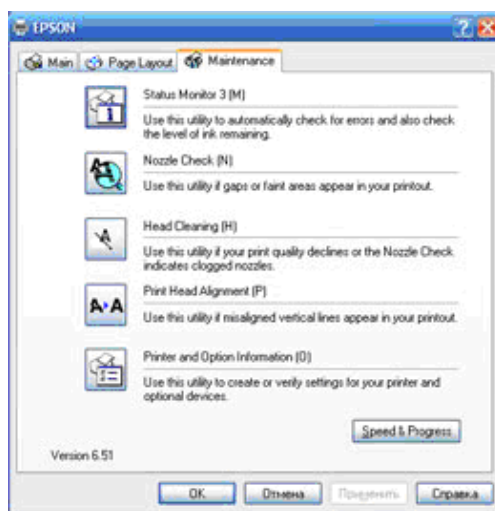 EPSON
Main Page Layout Maintenance
Status Monitor 3 (M)
Use this utility to automatically check for errors and also check
the level of ink remaining.
Nozzle Check (N)
Use this utility if gaps or faint areas appear in your printout.
Head Cleaning (H)
Use this utility if your print quality declines or the Nozzle Check
indicates clogged nozzles.
Print Head Alignment (P)
Use this utility if misaligned vertical lines appear in your printout.
Printer and Option Information (O)
Use this utility to create or verify settings for your printer and
optional devices.
Speed & Progress
Version 6.51
OK Отмена Применить Справка